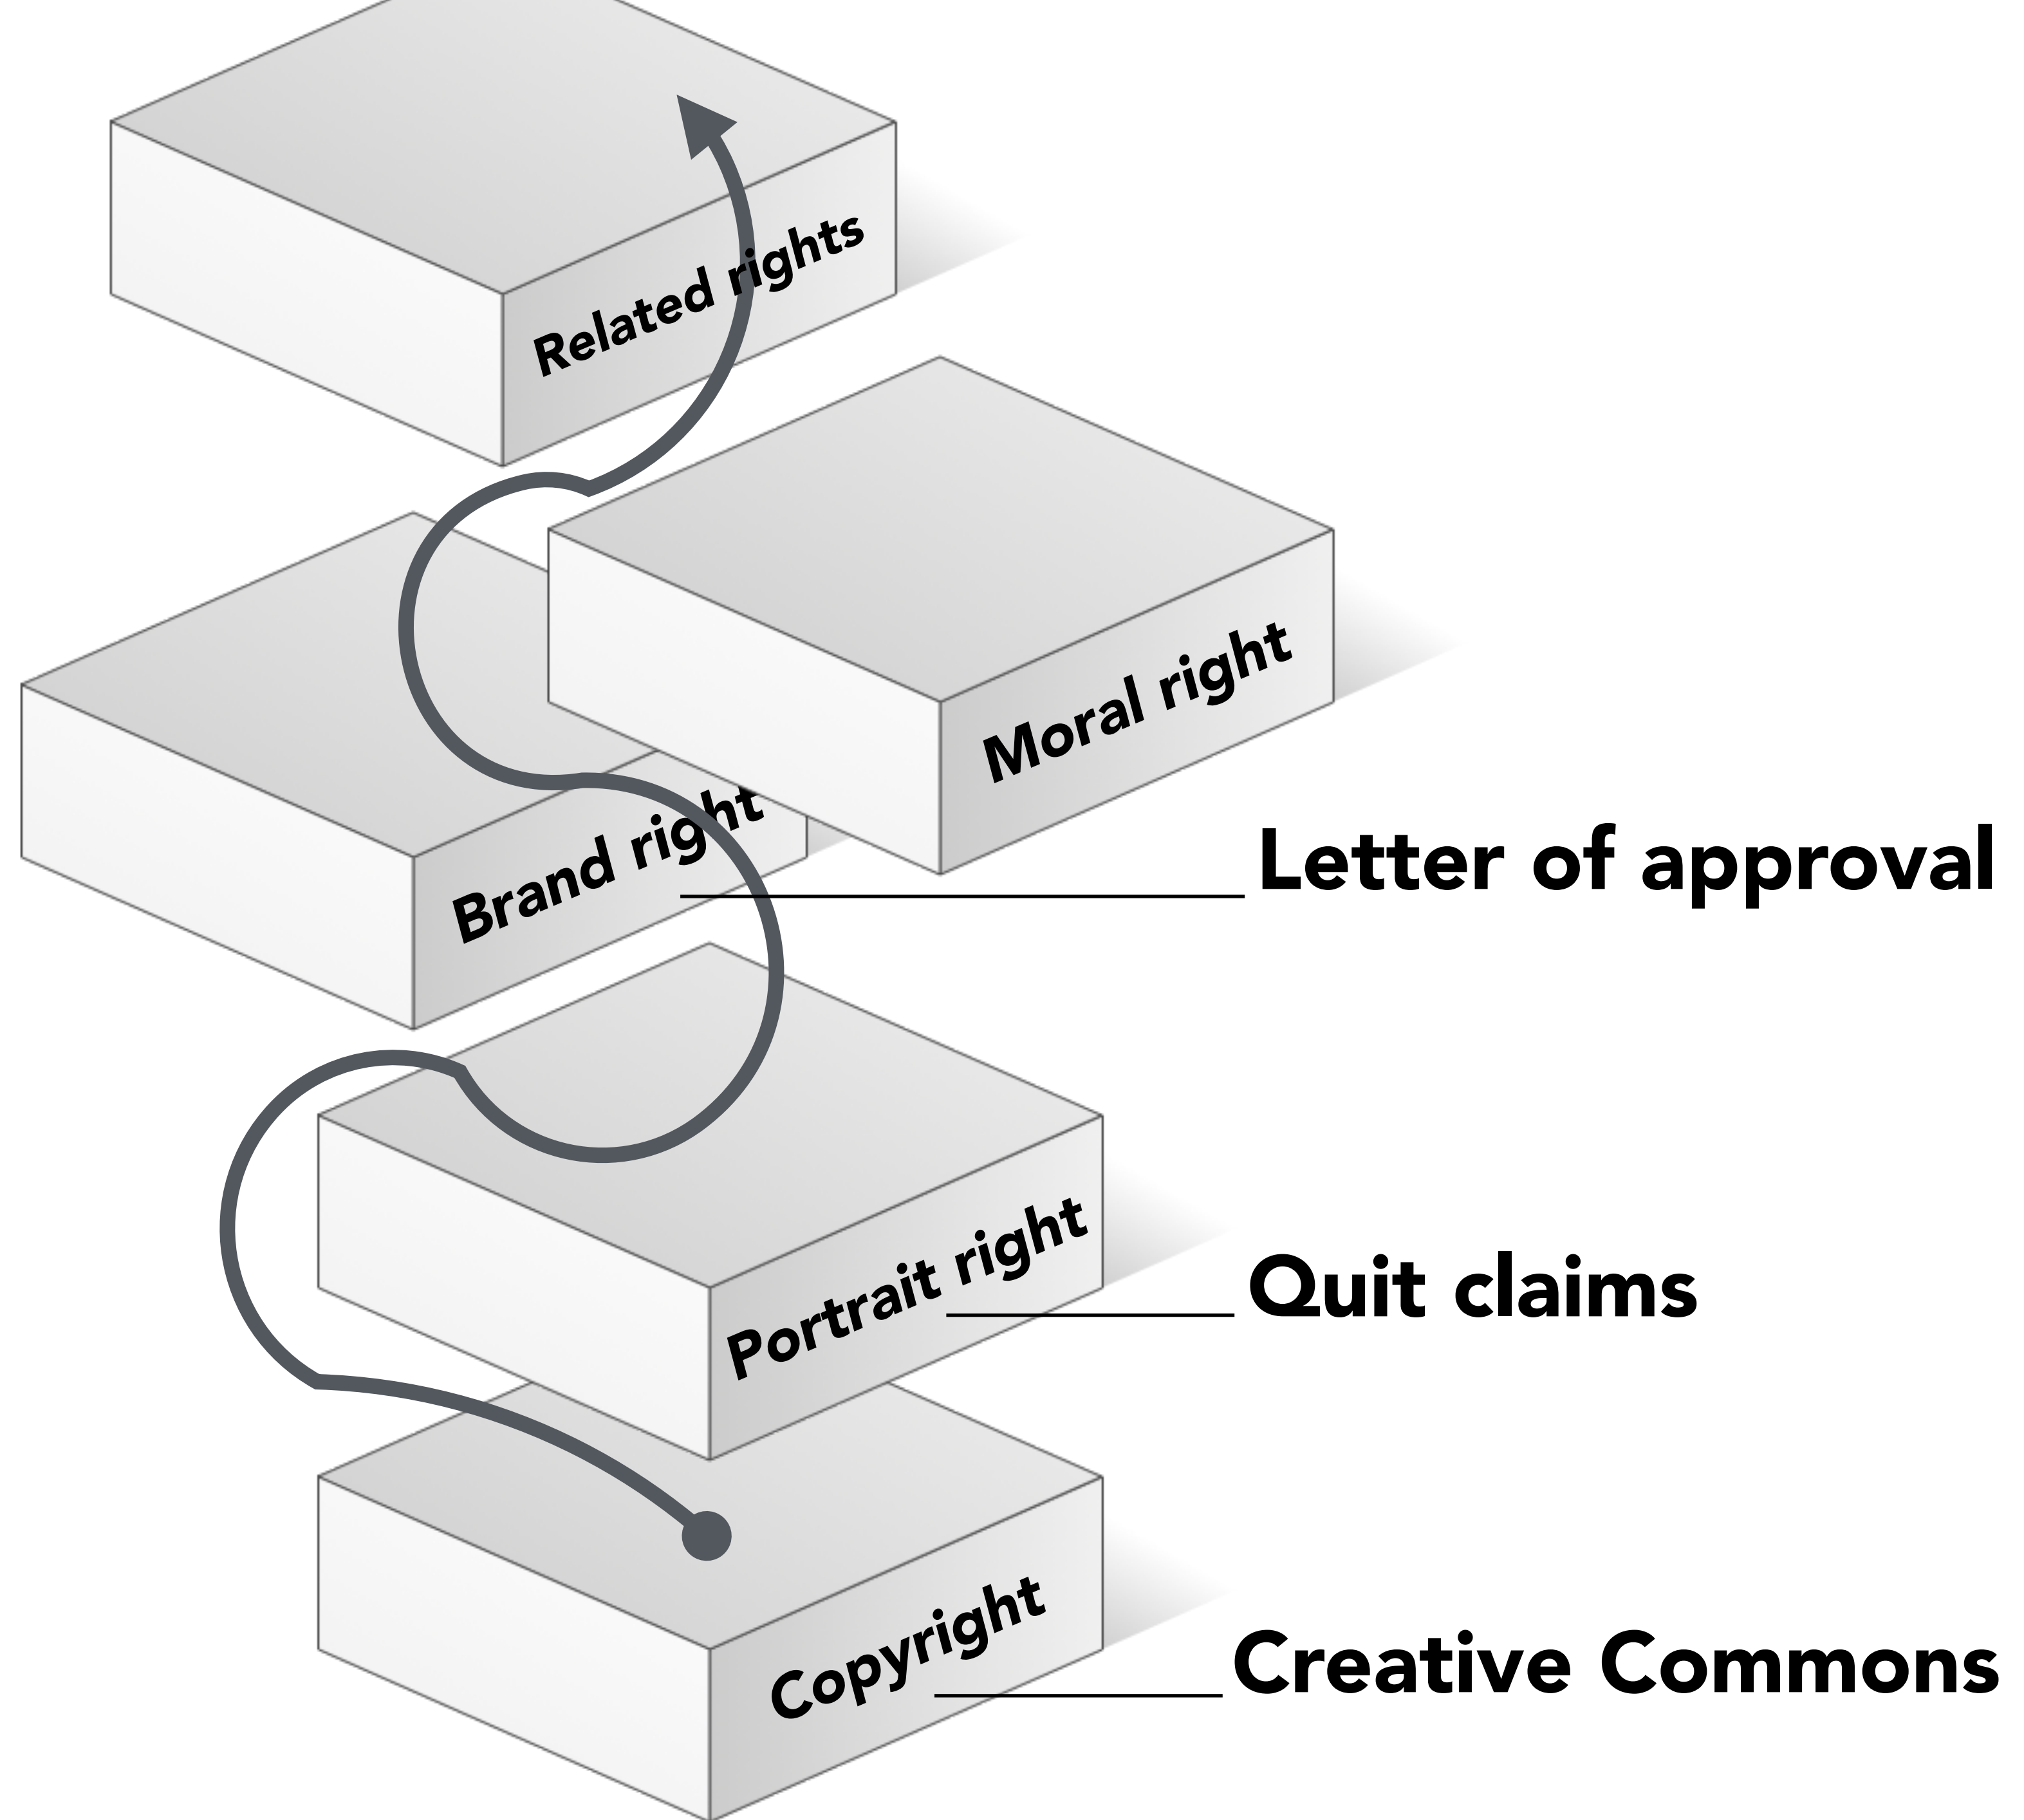 Related rights
Moral right
Brand right
Letter of approval
Portrait right
Quit claims
Copyright
Creative Commons